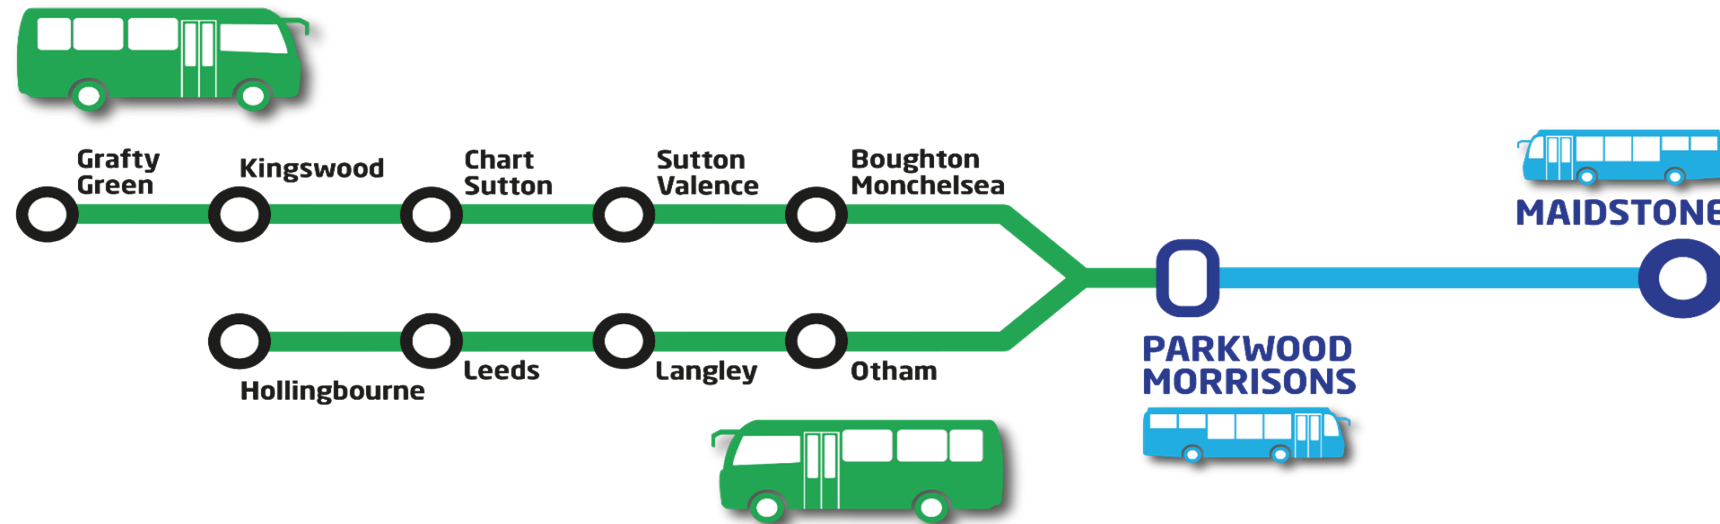 Grafty
Green
Kingswood
Chart
Sutton
Sutton
Valence
Boughton
Monchelsea
MAIDSTONE
Hollingbourne
Leeds
Langley
Otham
PARKWOOD
MORRISONS